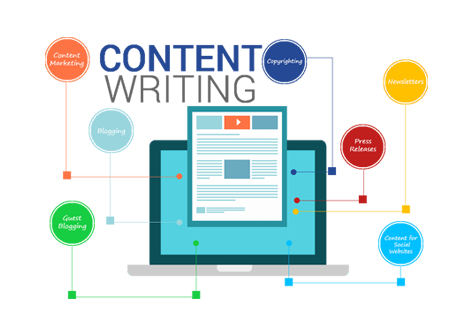 CONTENT
WRITING
Content
Marketing
Copyrighting
Newsletters
Blogging
Press
Releases
Guest
Blogging
Content for
Social
Websites